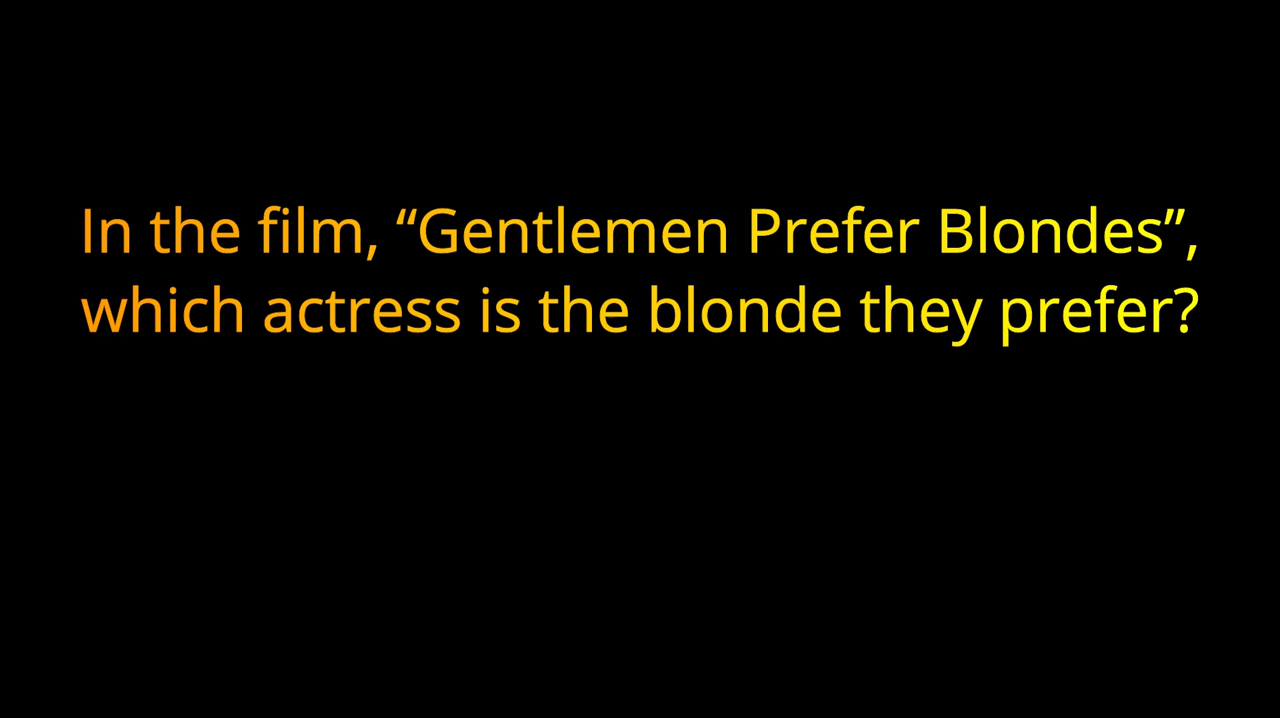 In the film, “Gentlemen Prefer Blondes”,
which actress is the blonde they prefer?